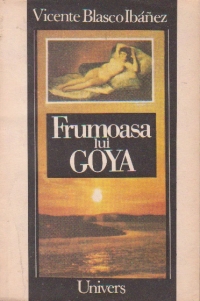 Vicente Blasco Ibáñez
Frumoasa
lui
GOYA
Univers